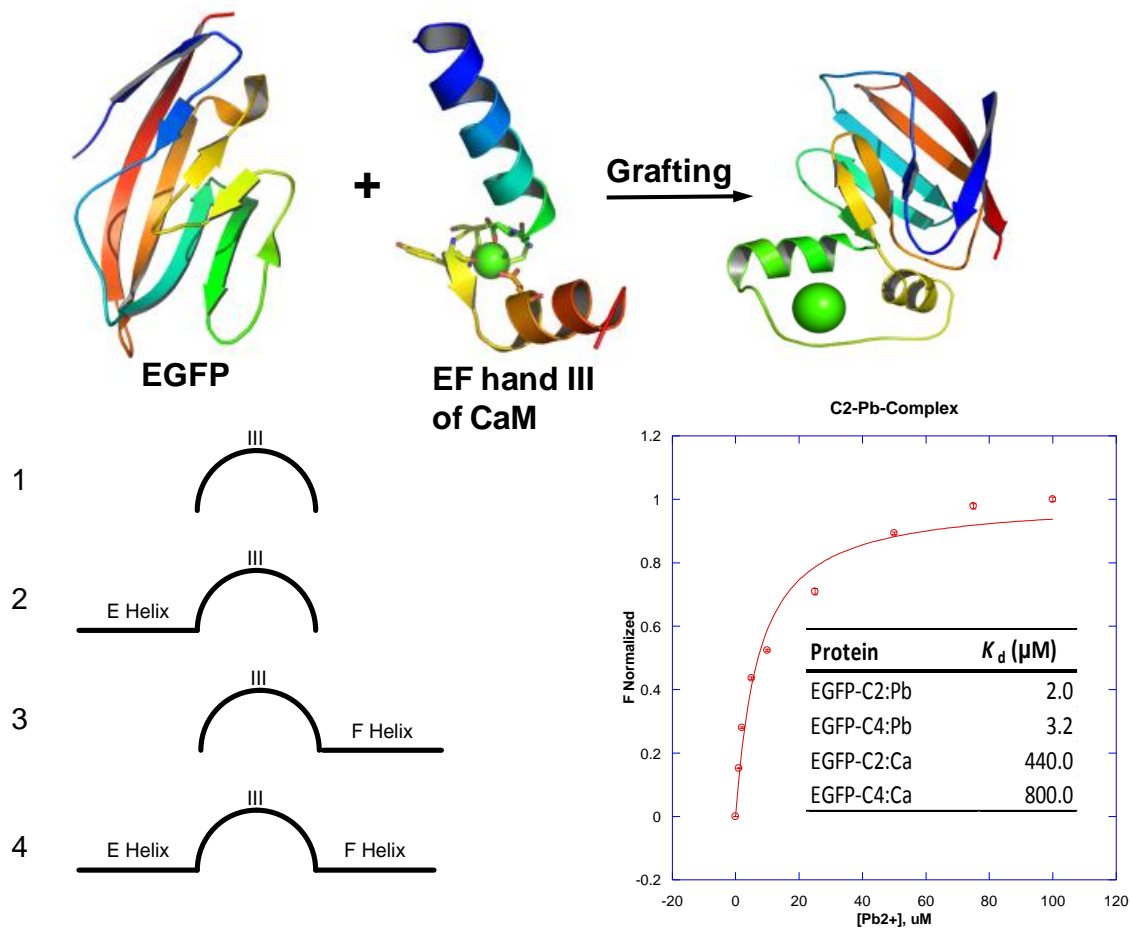 +
Grafting
EGFP
EF hand III
of CaM
1
III
2
E Helix
III
3
III
F Helix
4
E Helix
III
F Helix
C2-Pb-Complex
F Normalized
1.2
1
0.8
0.6
0.4
0.2
0
-0.2
-20
0
20
40
60
80
100
120
[Pb2+], uM
Protein Kd (µM)
EGFP-C2:Pb 2.0
EGFP-C4:Pb 3.2
EGFP-C2:Ca 440.0
EGFP-C4:Ca 800.0